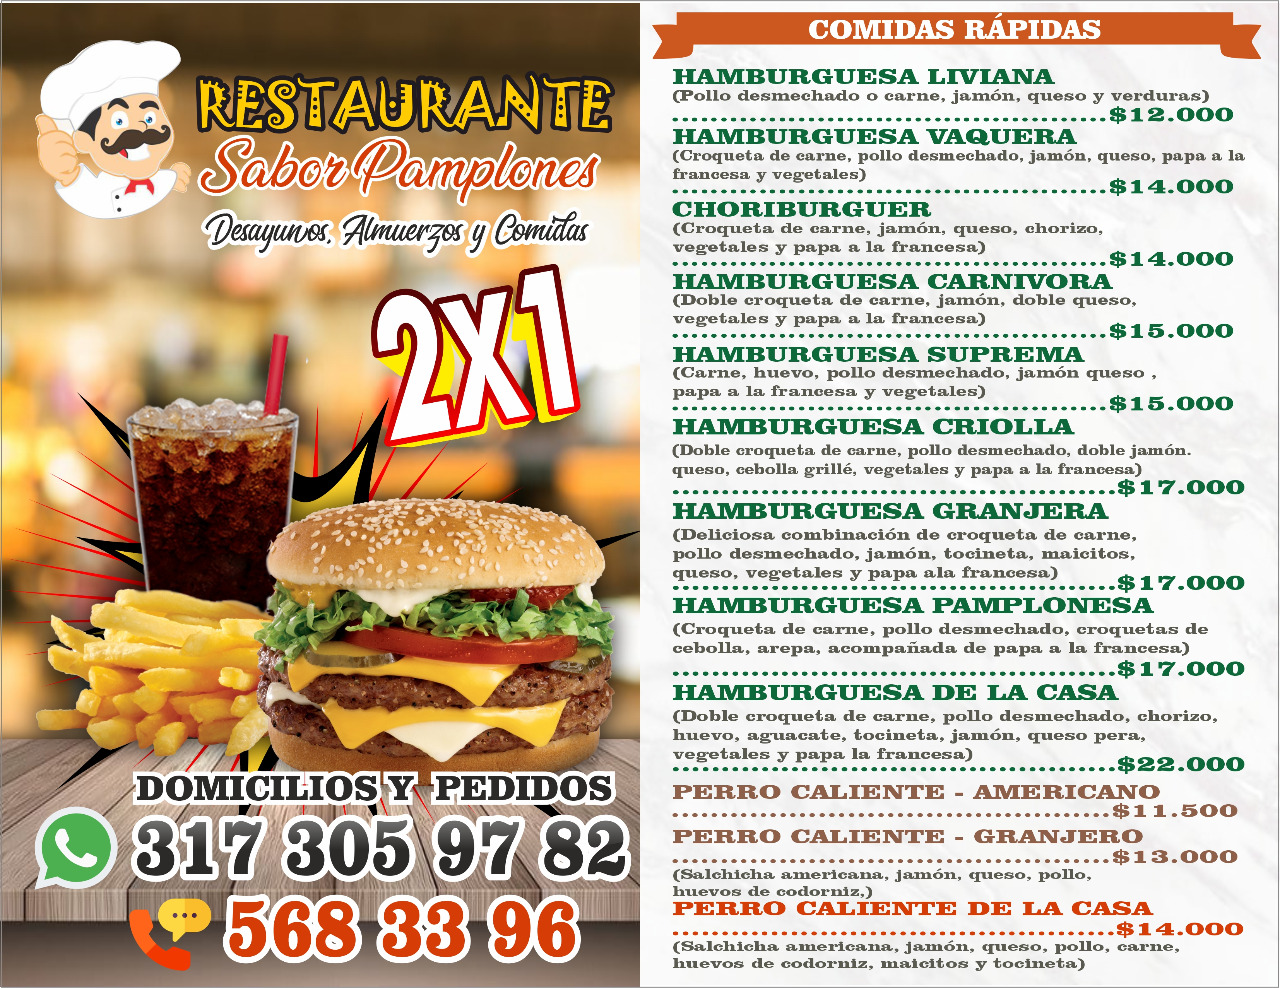 RESTAURANTE
Sabor Pamplones
Desayunos, Almuerzos y Comidas
2X1
DOMICILIOS Y PEDIDOS
317 305 97 82
568 33 96
COMIDAS RÁPIDAS
HAMBURGUESA LIVIANA
(Pollo desmechado o carne, jamón, queso y verduras)
............................................$12.000
HAMBURGUESA VAQUERA
(Croqueta de carne, pollo desmechado, jamón, queso, papa a la
francesa y vegetales)
............................................$14.000
CHORIBURGUER
(Croqueta de carne, jamón, queso, chorizo,
vegetales y papa a la francesa)
............................................$14.000
HAMBURGUESA CARNIVORA
(Doble croqueta de carne, jamón, doble queso,
vegetales y papa a la francesa)
............................................$15.000
HAMBURGUESA SUPREMA
(Carne, huevo, pollo desmechado, jamón queso ,
papa a la francesa y vegetales)
............................................$15.000
HAMBURGUESA CRIOLLA
(Doble croqueta de carne, pollo desmechado, doble jamón.
queso, cebolla grillé, vegetales y papa a la francesa)
.............................................$17.000
HAMBURGUESA GRANJERA
(Deliciosa combinación de croqueta de carne,
pollo desmechado, jamón, tocineta, maicitos,
queso, vegetales y papa ala francesa)
.............................................$17.000
HAMBURGUESA PAMPLONESA
(Croqueta de carne, pollo desmechado, croquetas de
cebolla, arepa, acompañada de papa a la francesa)
.............................................$17.000
HAMBURGUESA DE LA CASA
(Doble croqueta de carne, pollo desmechado, chorizo,
huevo, aguacate, tocineta, jamón, queso pera,
vegetales y papa la francesa)
.............................................$22.000
PERRO CALIENTE - AMERICANO
............................................$11.500
PERRO CALIENTE - GRANJERO
............................................$13.000
(Salchicha americana, jamón, queso, pollo,
huevos de codorniz,)
PERRO CALIENTE DE LA CASA
.............................................$14.000
(Salchicha americana, jamón, queso, pollo, carne,
huevos de codorniz, maicitos y tocineta)